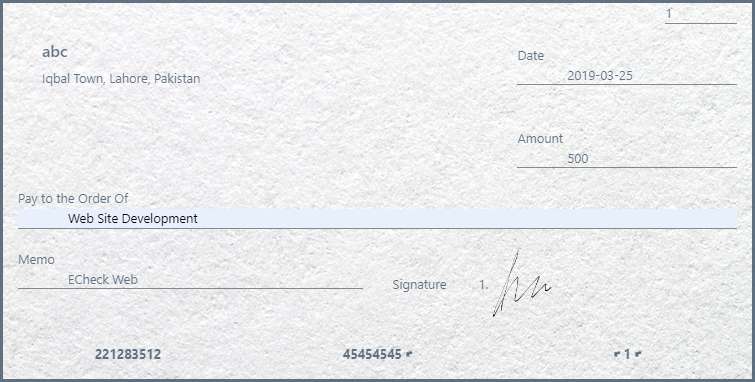 1
abc
Iqbal Town, Lahore, Pakistan
Date
2019-03-25
Amount
500
Pay to the Order Of
Web Site Development
Memo
ECheck Web
Signature 1.
221283512 45454545 ⑈ ⑈ 1 ⑈